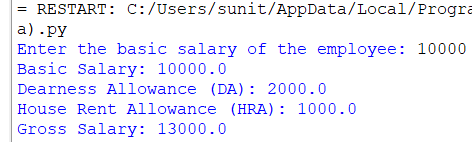 = RESTART: C:/Users/sunit/AppData/Local/Progra
a).py
Enter the basic salary of the employee: 10000
Basic Salary: 10000.0
Dearness Allowance (DA): 2000.0
House Rent Allowance (HRA): 1000.0
Gross Salary: 13000.0